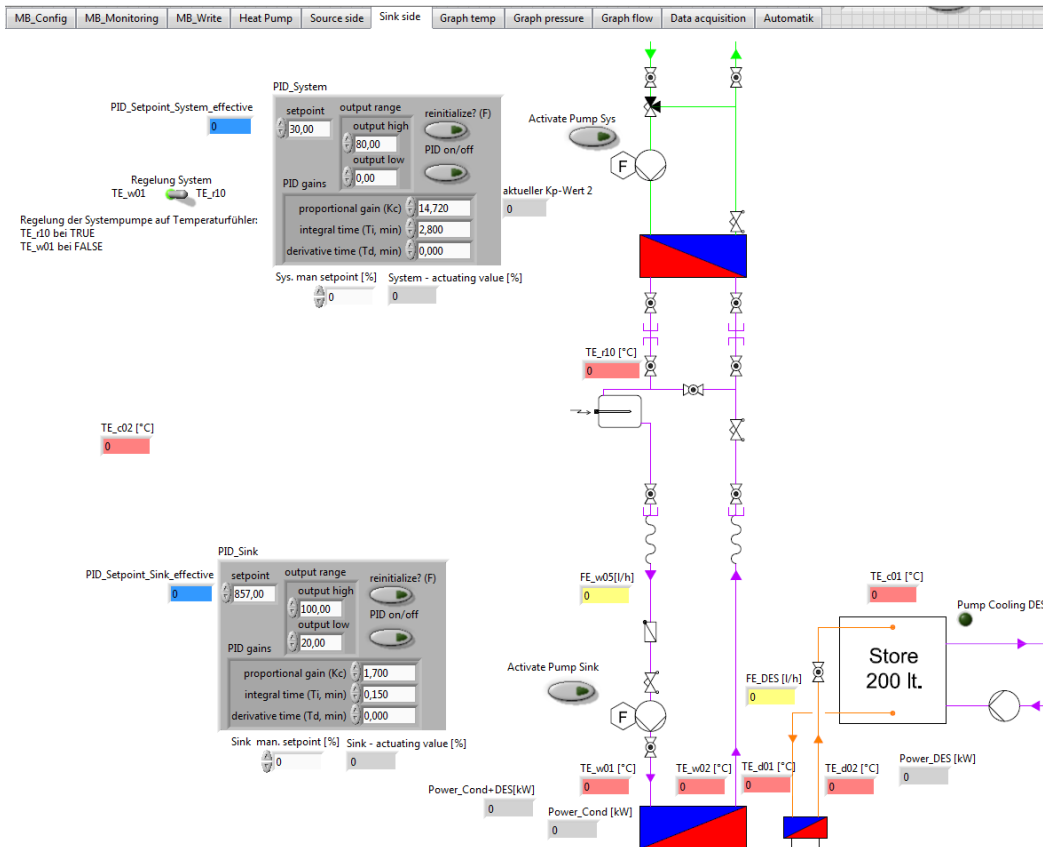 MB_Config MB_Monitoring MB_Write Heat Pump Source side Sink side Graph temp Graph pressure Graph flow Data acquisition Automatik
PID_System
PID_Setpoint_System_effective
0
setpoint
30,00
output range
output high
80,00
output low
0,00
reinitialize? (F)
PID on/off
PID gains
proportional gain (Kc) 14,720
integral time (Ti, min) 2,800
derivative time (Td, min) 0,000
aktueller Kp-Wert 2
0
Regelung System
TE_w01 TE_r10
Regelung der Systempumpe auf Temperaturfühler:
TE_r10 bei TRUE
TE_w01 bei FALSE
Sys. man setpoint [%]
0
System - actuating value [%]
0
Activate Pump Sys
F
TE_r10 [°C]
0
TE_c02 [°C]
0
PID_Sink
PID_Setpoint_Sink_effective
0
setpoint
857,00
output range
output high
100,00
output low
20,00
reinitialize? (F)
PID on/off
PID gains
proportional gain (Kc) 1,700
integral time (Ti, min) 0,150
derivative time (Td, min) 0,000
Sink man. setpoint [%]
0
Sink - actuating value [%]
0
FE_w05[l/h]
0
Activate Pump Sink
F
TE_c01 [°C]
0
Pump Cooling DES
Store
200 lt.
FE_DES [l/h]
0
TE_w01 [°C]
0
TE_w02 [°C]
0
TE_d01 [°C]
0
TE_d02 [°C]
0
Power_DES [kW]
0
Power_Cond+DES[kW]
0
Power_Cond [kW]
0